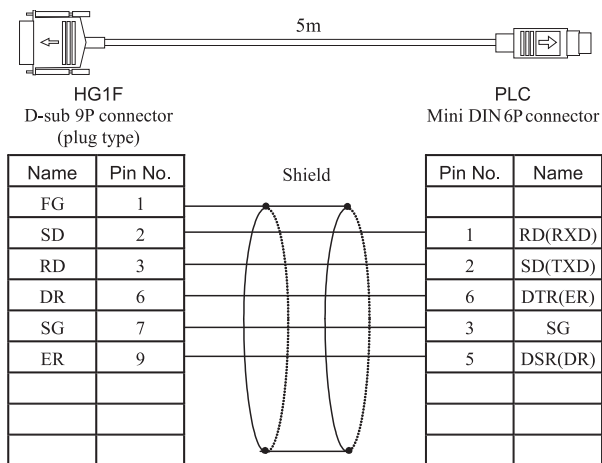 5m
HG1F
D-sub 9P connector
(plug type)
PLC
Mini DIN 6P connector
Name Pin No. Shield Pin No. Name
FG 1
SD 2 1 RD(RXD)
RD 3 2 SD(TXD)
DR 6 6 DTR(ER)
SG 7 3 SG
ER 9 5 DSR(DR)